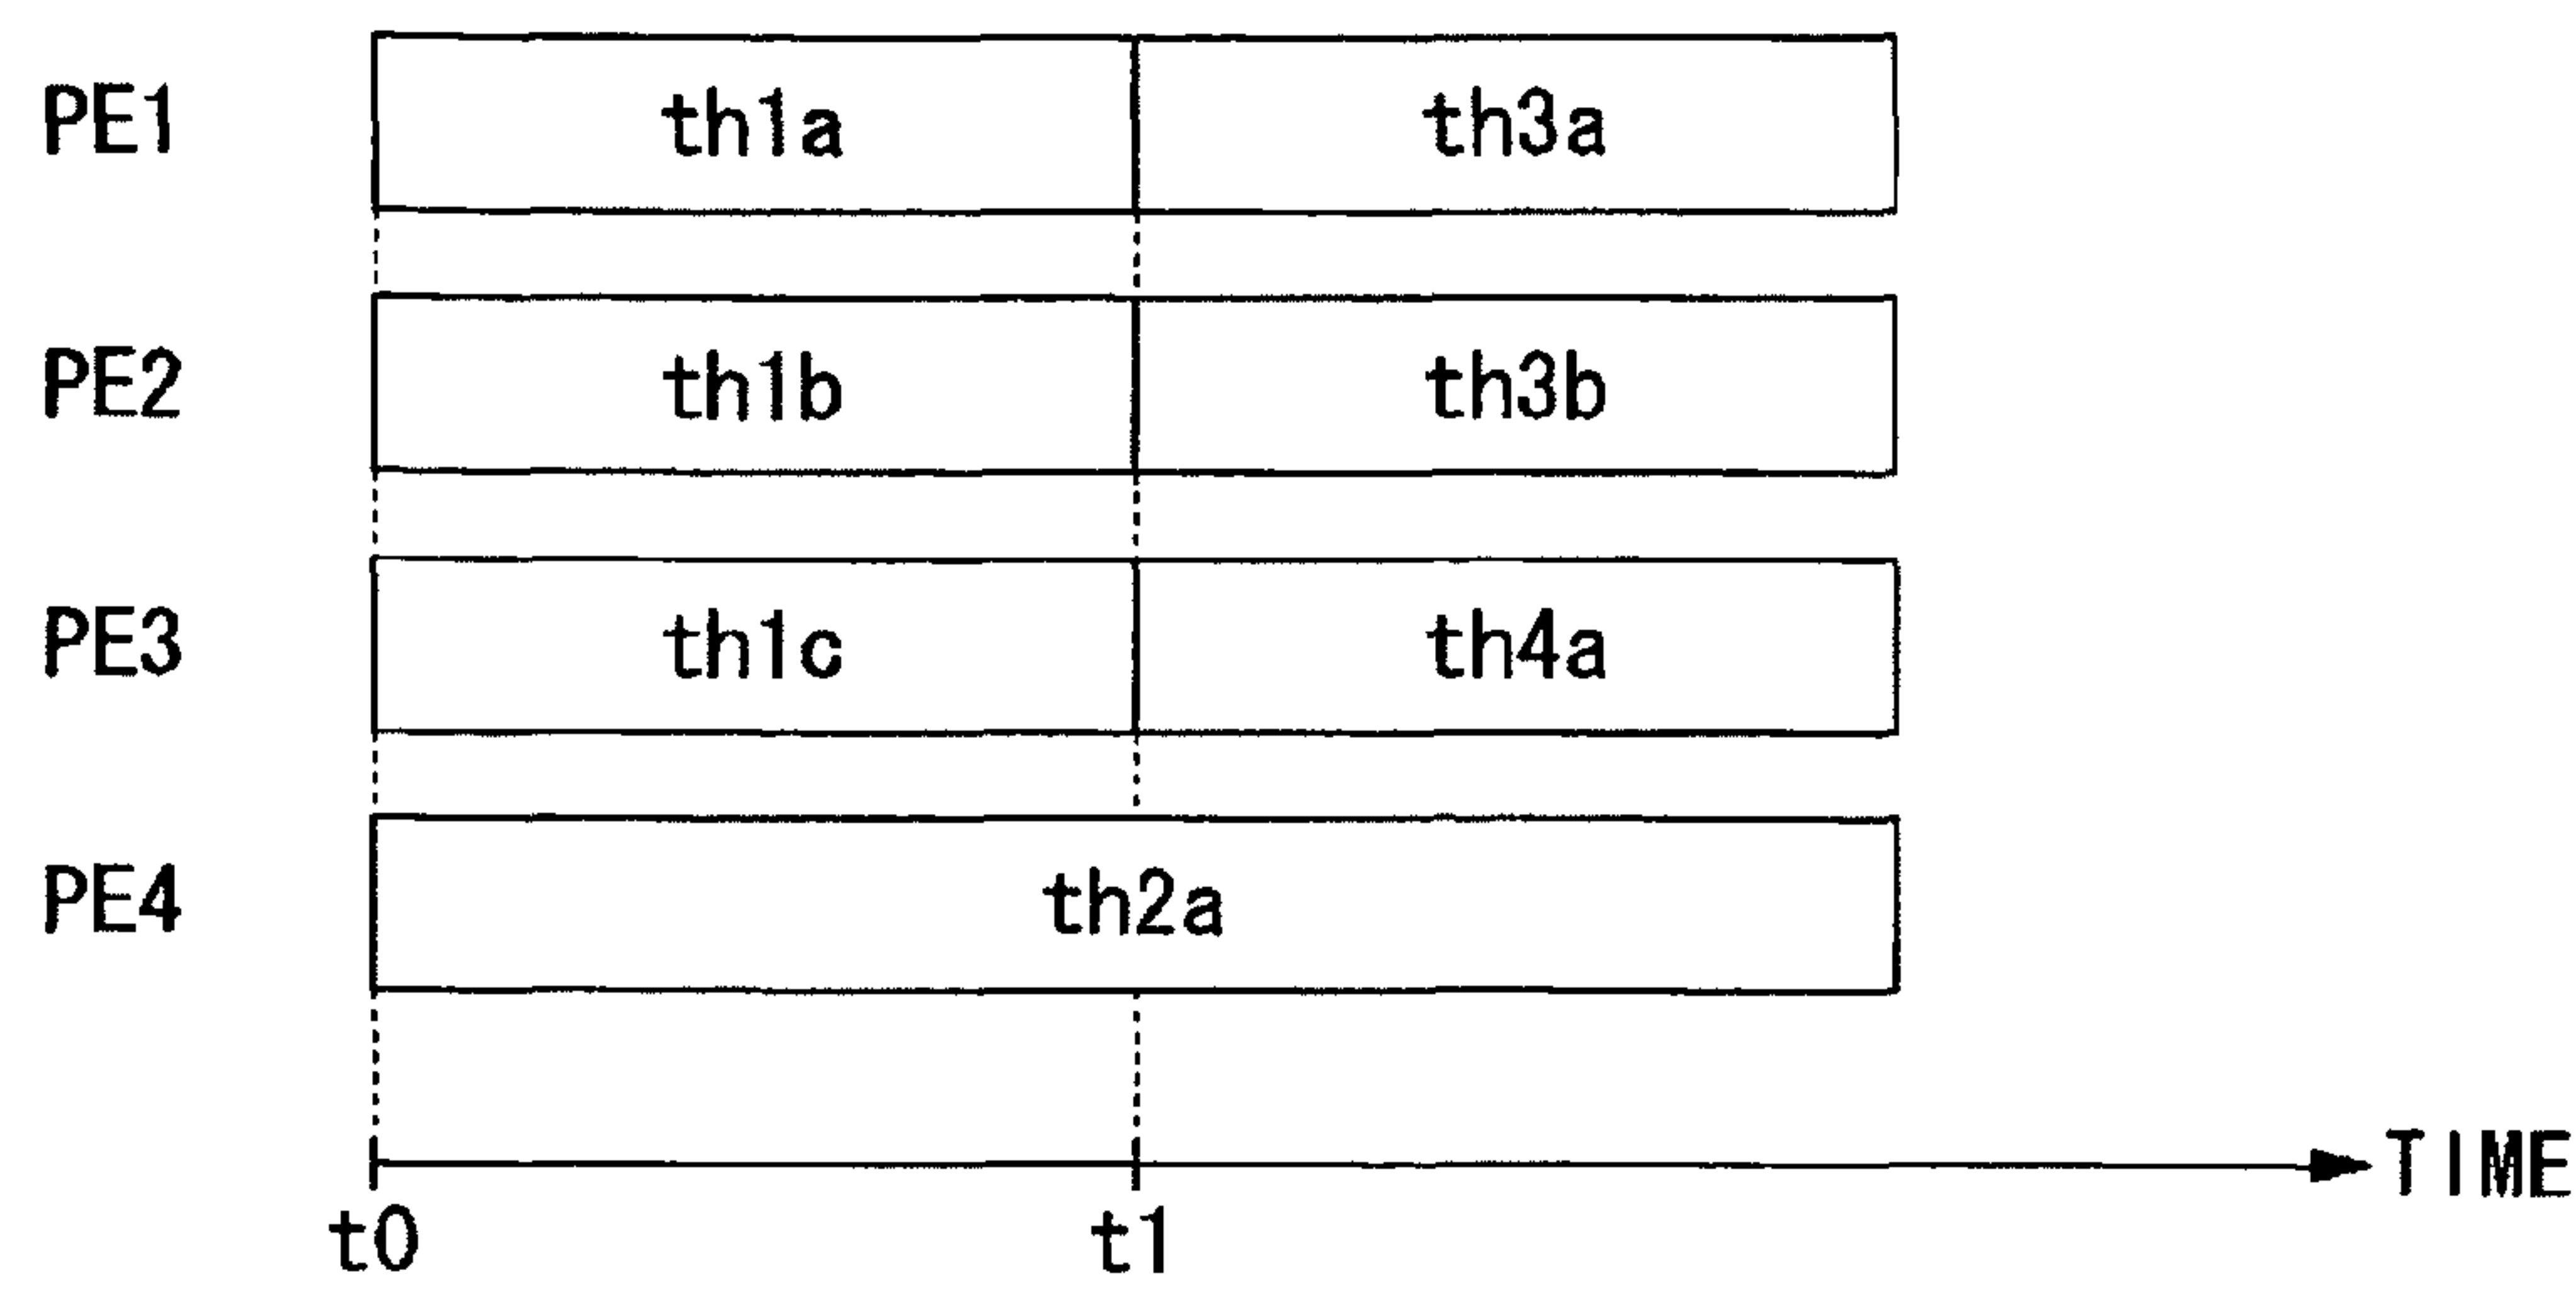 PE1 th1a th3a
PE2 th1b th3b
PE3 th1c th4a
PE4 th2a
TIME
t0 t1